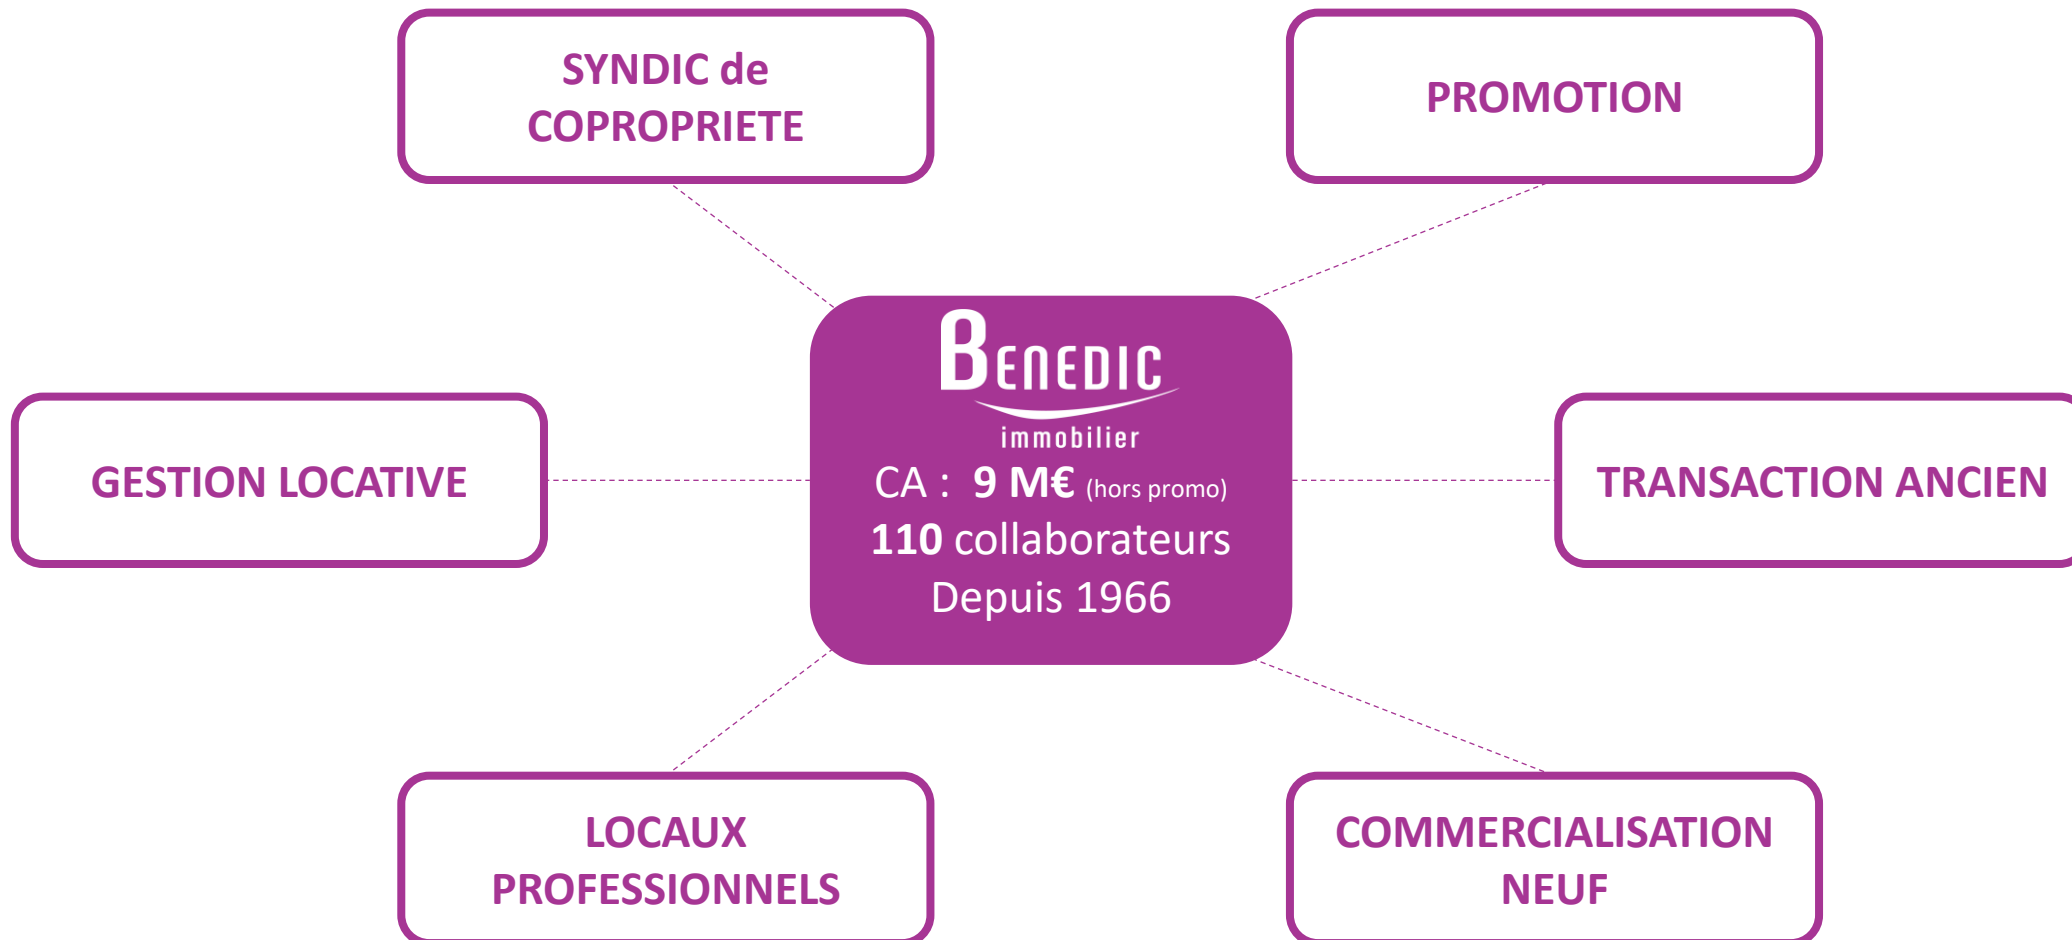 SYNDIC de
COPROPRIETE
PROMOTION
BENEDIC
immobilier
CA : 9 M€ (hors promo)
110 collaborateurs
Depuis 1966
GESTION LOCATIVE
TRANSACTION ANCIEN
LOCAUX
PROFESSIONNELS
COMMERCIALISATION
NEUF